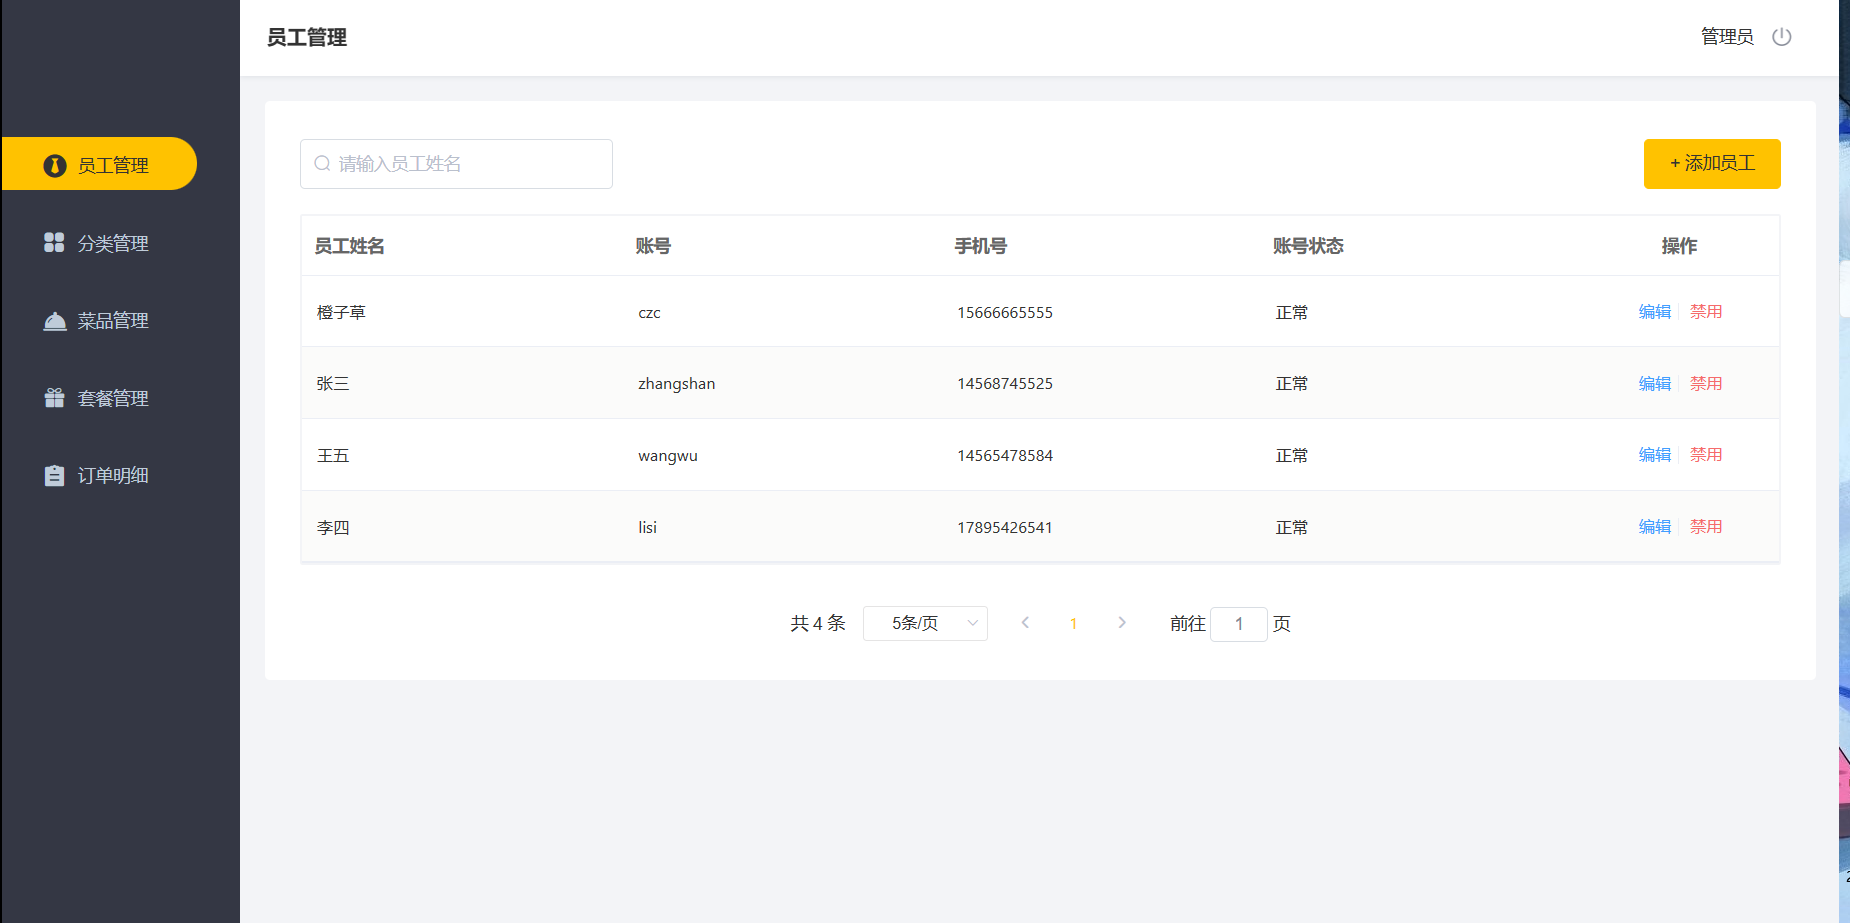 员工管理
管理员
员工管理
分类管理
菜品管理
套餐管理
订单明细
请输入员工姓名
+ 添加员工
员工姓名 账号 手机号 账号状态 操作
橙子草 czc 15666665555 正常 编辑 禁用
张三 zhangshan 14568745525 正常 编辑 禁用
王五 wangwu 14565478584 正常 编辑 禁用
李四 lisi 17895426541 正常 编辑 禁用
共 4 条 5条/页 1 前往 1 页